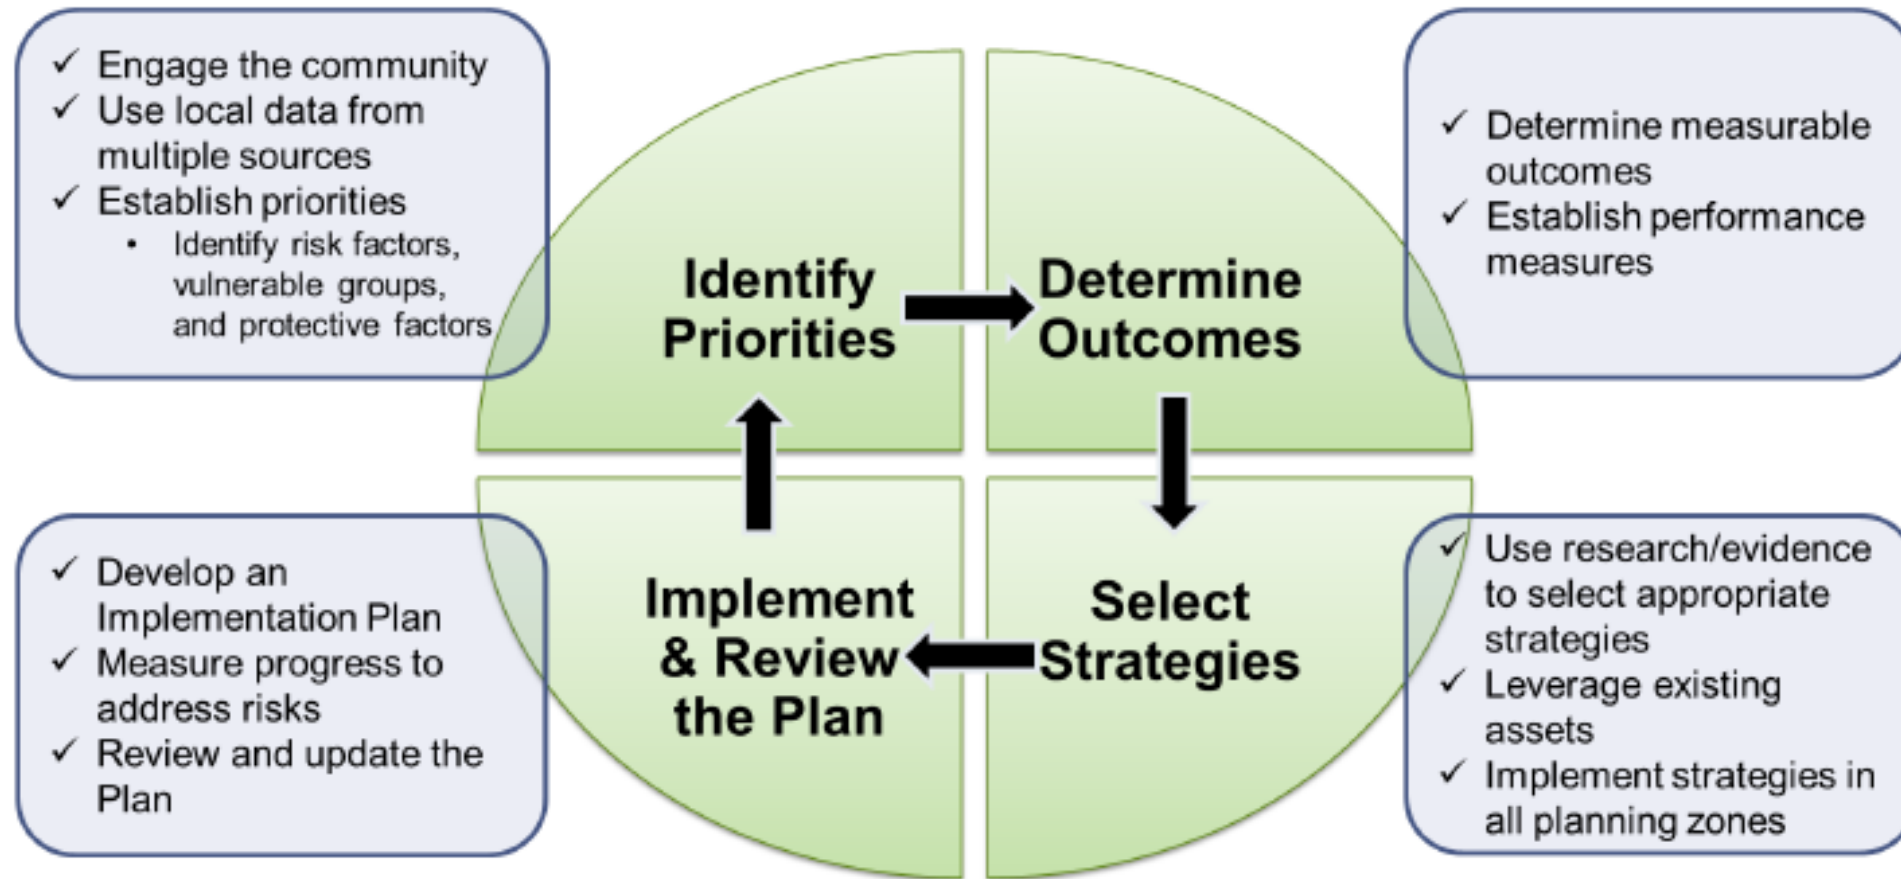 ✓ Engage the community
✓ Use local data from
multiple sources
✓ Establish priorities
• Identify risk factors,
vulnerable groups,
and protective factors
Identify
Priorities
Determine
Outcomes
✓ Determine measurable
outcomes
✓ Establish performance
measures
✓ Develop an
Implementation Plan
✓ Measure progress to
address risks
✓ Review and update the
Plan
Implement
& Review
the Plan
Select
Strategies
✓ Use research/evidence
to select appropriate
strategies
✓ Leverage existing
assets
✓ Implement strategies in
all planning zones